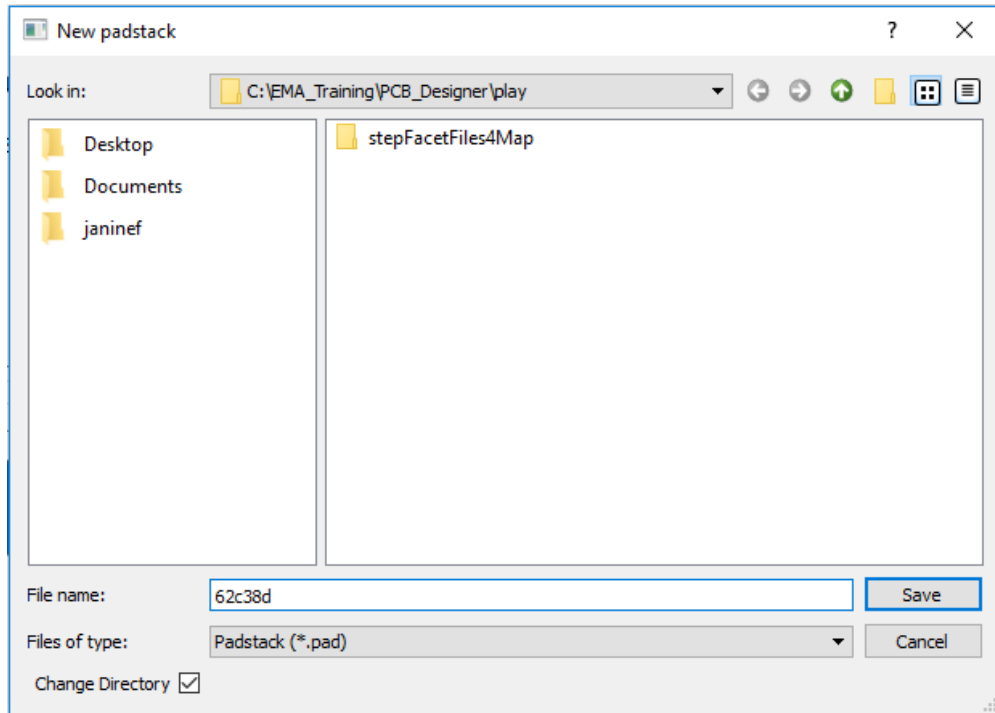 New padstack
?
Look in:
C:\EMA_Training\PCB_Designer\play
Desktop
Documents
janinef
stepFacetFiles4Map
File name:
62c38d
Save
Files of type:
Padstack (*.pad)
Cancel
Change Directory